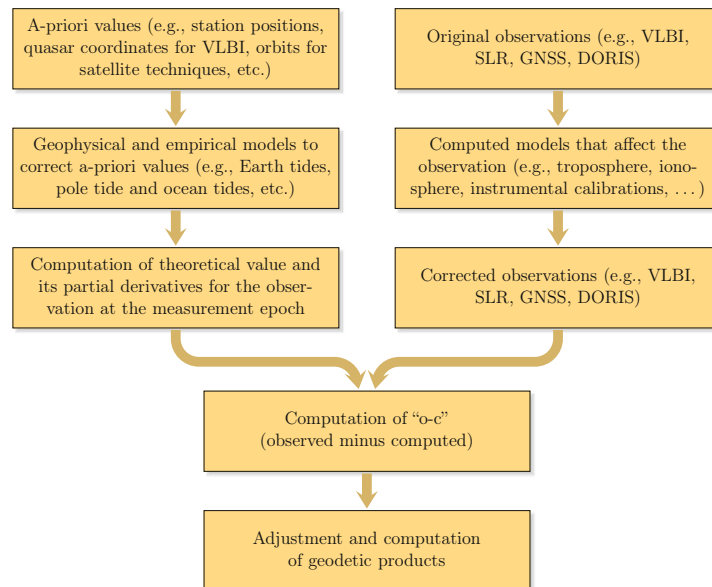 A-priori values (e.g., station positions,
quasar coordinates for VLBI, orbits for
satellite techniques, etc.)
Geophysical and empirical models to
correct a-priori values (e.g., Earth tides,
pole tide and ocean tides, etc.)
Computation of theoretical value and
its partial derivatives for the obser-
vation at the measurement epoch
Original observations (e.g., VLBI,
SLR, GNSS, DORIS)
Computed models that affect the
observation (e.g., troposphere, iono-
sphere, instrumental calibrations, . . . )
Corrected observations (e.g., VLBI,
SLR, GNSS, DORIS)
Computation of “o-c”
(observed minus computed)
Adjustment and computation
of geodetic products